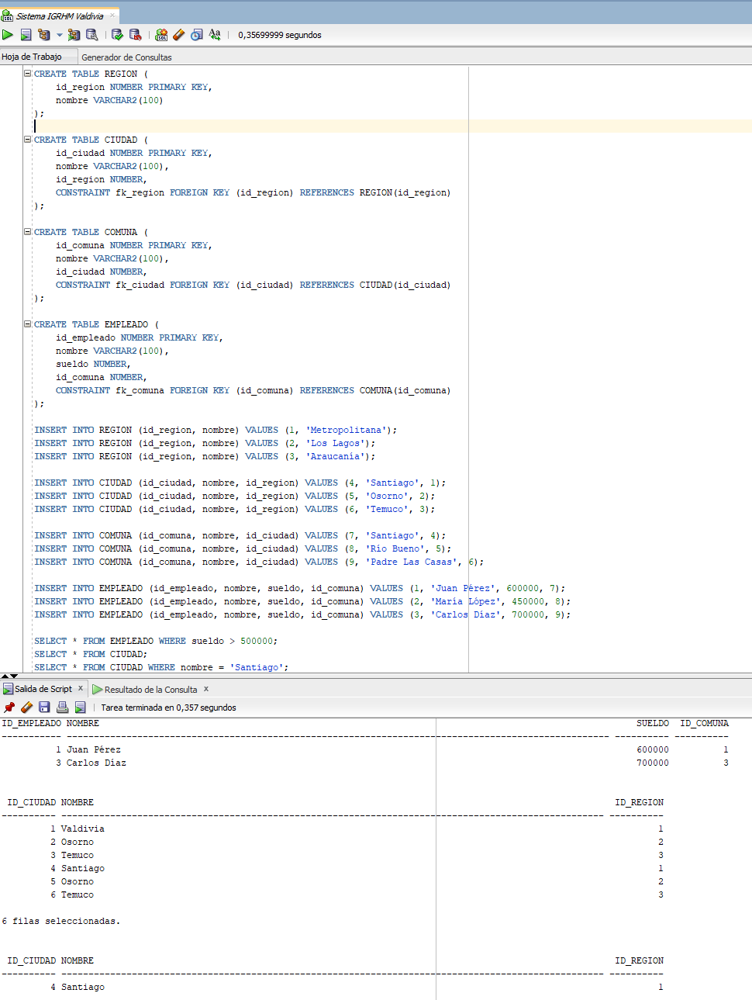 Sistema IGRHM Valdivia
0,35699999 segundos
Hoja de Trabajo Generador de Consultas
CREATE TABLE REGION (
    id_region NUMBER PRIMARY KEY,
    nombre VARCHAR2(100)
);
CREATE TABLE CIUDAD (
    id_ciudad NUMBER PRIMARY KEY,
    nombre VARCHAR2(100),
    id_region NUMBER,
    CONSTRAINT fk_region FOREIGN KEY (id_region) REFERENCES REGION(id_region)
);
CREATE TABLE COMUNA (
    id_comuna NUMBER PRIMARY KEY,
    nombre VARCHAR2(100),
    id_ciudad NUMBER,
    CONSTRAINT fk_ciudad FOREIGN KEY (id_ciudad) REFERENCES CIUDAD(id_ciudad)
);
CREATE TABLE EMPLEADO (
    id_empleado NUMBER PRIMARY KEY,
    nombre VARCHAR2(100),
    sueldo NUMBER,
    id_comuna NUMBER,
    CONSTRAINT fk_comuna FOREIGN KEY (id_comuna) REFERENCES COMUNA(id_comuna)
);
INSERT INTO REGION (id_region, nombre) VALUES (1, 'Metropolitana');
INSERT INTO REGION (id_region, nombre) VALUES (2, 'Los Lagos');
INSERT INTO REGION (id_region, nombre) VALUES (3, 'Araucanía');
INSERT INTO CIUDAD (id_ciudad, nombre, id_region) VALUES (4, 'Santiago', 1);
INSERT INTO CIUDAD (id_ciudad, nombre, id_region) VALUES (5, 'Osorno', 2);
INSERT INTO CIUDAD (id_ciudad, nombre, id_region) VALUES (6, 'Temuco', 3);
INSERT INTO COMUNA (id_comuna, nombre, id_ciudad) VALUES (7, 'Santiago', 4);
INSERT INTO COMUNA (id_comuna, nombre, id_ciudad) VALUES (8, 'Río Bueno', 5);
INSERT INTO COMUNA (id_comuna, nombre, id_ciudad) VALUES (9, 'Padre Las Casas', 6);
INSERT INTO EMPLEADO (id_empleado, nombre, sueldo, id_comuna) VALUES (1, 'Juan Pérez', 600000, 7);
INSERT INTO EMPLEADO (id_empleado, nombre, sueldo, id_comuna) VALUES (2, 'María López', 450000, 8);
INSERT INTO EMPLEADO (id_empleado, nombre, sueldo, id_comuna) VALUES (3, 'Carlos Díaz', 700000, 9);
SELECT * FROM EMPLEADO WHERE sueldo > 500000;
SELECT * FROM CIUDAD;
SELECT * FROM CIUDAD WHERE nombre = 'Santiago';
Salida de Script x Resultado de la Consulta x
Tarea terminada en 0,357 segundos
ID_EMPLEADO NOMBRE SUELDO ID_COMUNA
1 Juan Pérez 600000 1
3 Carlos Díaz 700000 3
ID_CIUDAD NOMBRE ID_REGION
1 Valdivia 1
2 Osorno 2
3 Temuco 3
4 Santiago 1
5 Osorno 2
6 Temuco 3
6 filas seleccionadas.
ID_CIUDAD NOMBRE ID_REGION
4 Santiago 1